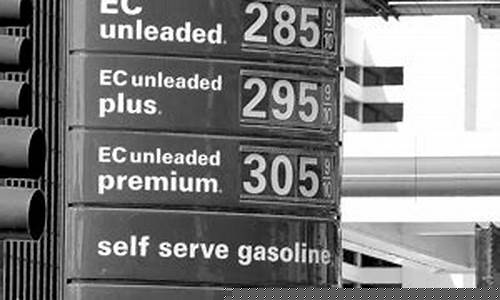 EC
unleaded.
285 9/10
EC unleaded
plus.
295 9/10
EC unleaded
premium.
305 9/10
self serve gasoline